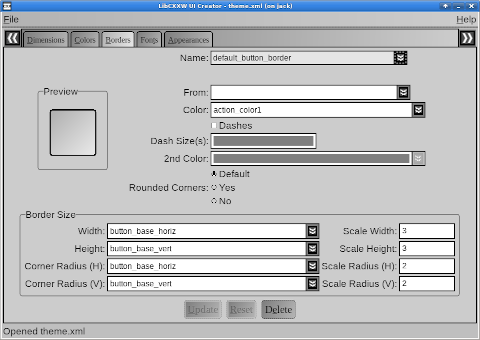 LibCXXW UI Creator - theme.xml (on jack)
File Help
Dimensions Colors Borders Fonts Appearances
Name: default_button_border
Preview
From:
Color: action_color1
Dashes
Dash Size(s):
2nd Color:
Default
Rounded Corners: Yes
No
Border Size
Width: button_base_horiz Scale Width: 3
Height: button_base_vert Scale Height: 3
Corner Radius (H): button_base_horiz Scale Radius (H): 2
Corner Radius (V): button_base_vert Scale Radius (V): 2
Update Reset Delete
Opened theme.xml